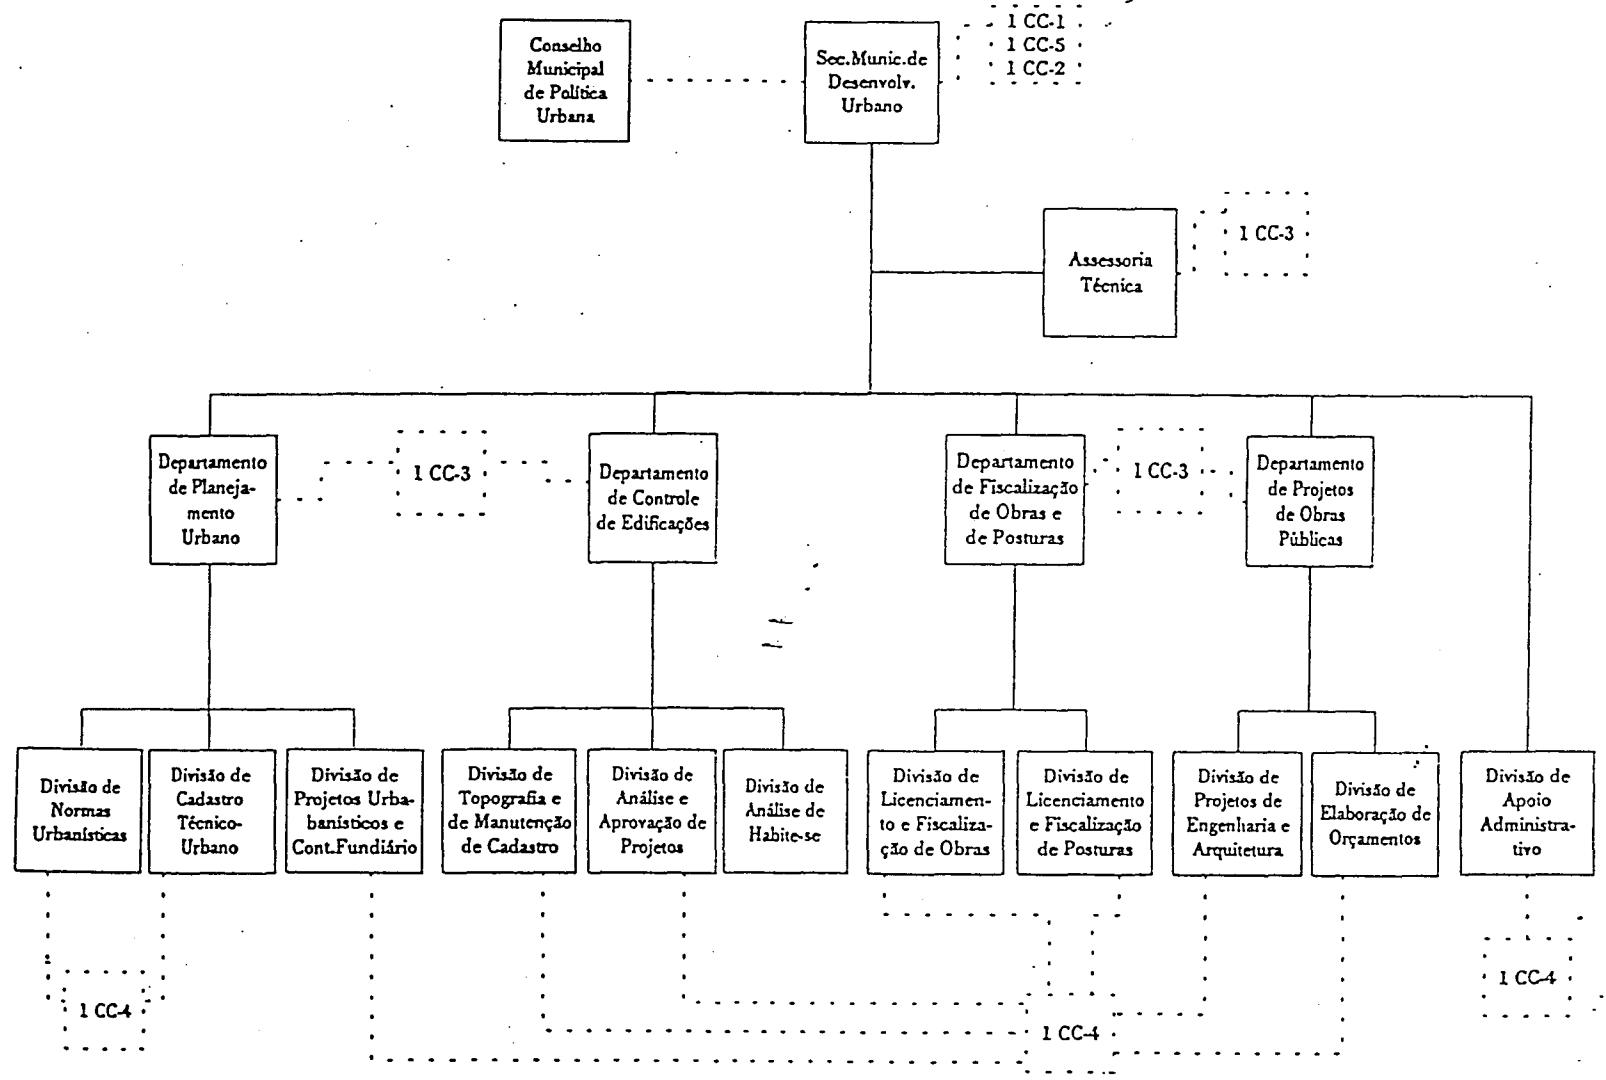 Conselho
Municipal
de Política
Urbana
Sec.Munic.de
Desenvolv.
Urbano
1 CC-1
1 CC-5
1 CC-2
Assessoria
Técnica
1 CC-3
Departamento
de Planeja-
mento
Urbano
1 CC-3
Departamento
de Controle
de Edificações
Departamento
de Fiscalização
de Obras e
de Posturas
1 CC-3
Departamento
de Projetos
de Obras
Públicas
Divisão de
Normas
Urbanísticas
Divisão de
Cadastro
Técnico-
Urbano
Divisão de
Projetos Urba-
banísticos e
Cont.Fundiário
Divisão de
Topografia e
de Manutenção
de Cadastro
Divisão de
Análise e
Aprovação de
Projetos
Divisão de
Análise de
Habite-se
Divisão de
Licenciamen-
to e Fiscaliza-
ção de Obras
Divisão de
Licenciamento
e Fiscalização
de Posturas
Divisão de
Projetos de
Engenharia e
Arquitetura
Divisão de
Elaboração de
Orçamentos
Divisão de
Apoio
Administra-
tivo
1 CC-4
1 CC-4
1 CC-4